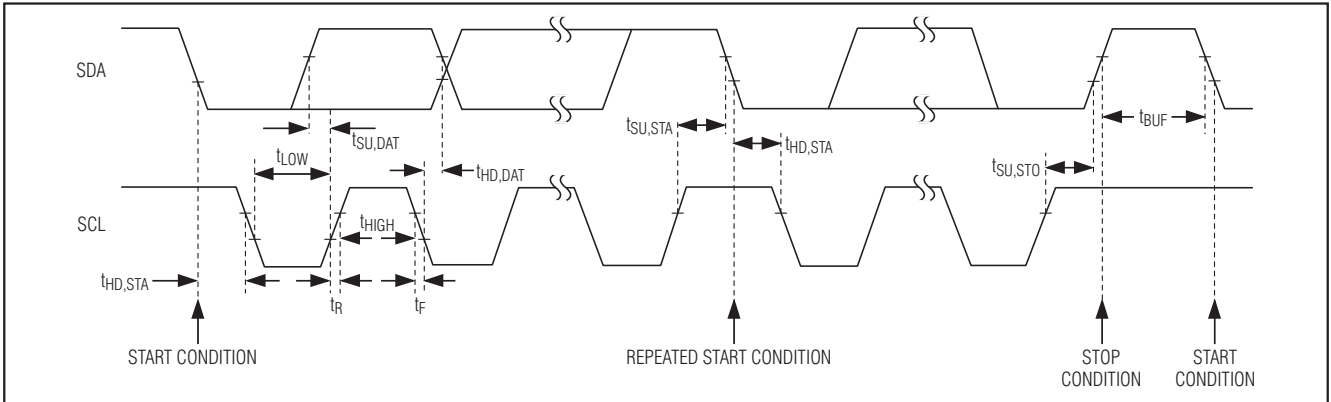 SDA
tSU,DAT
tLOW
tHD,DAT
tSU,STA
tHD,STA
tBUF
tSU,STO
SCL
tHIGH
tHD,STA
tR
tF
START CONDITION
REPEATED START CONDITION
STOP
CONDITION
START
CONDITION